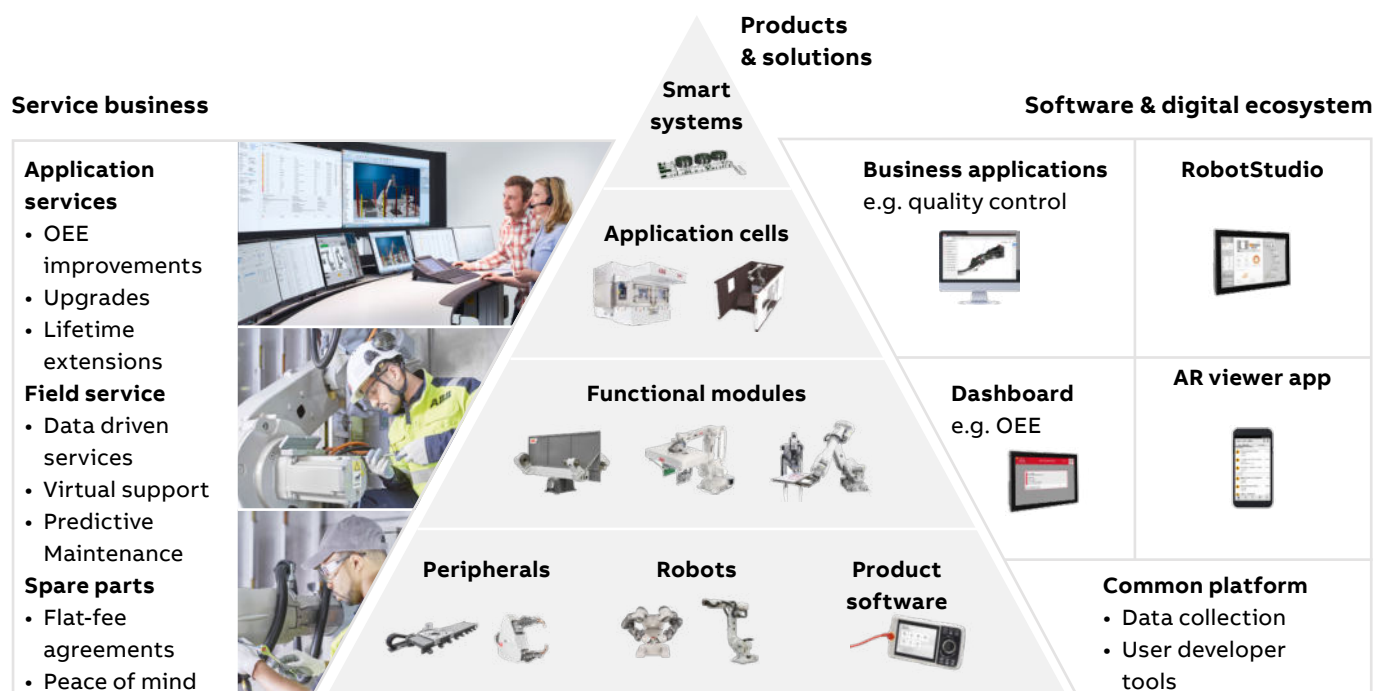 Products
& solutions
Service business
Software & digital ecosystem
Application
services
• OEE
improvements
• Upgrades
• Lifetime
extensions
Field service
• Data driven
services
• Virtual support
• Predictive
Maintenance
Spare parts
• Flat-fee
agreements
• Peace of mind
ABB
Smart
systems
Application cells
Functional modules
Peripherals
Robots
Product
software
Business applications
e.g. quality control
RobotStudio
Dashboard
e.g. OEE
AR viewer app
Common platform
• Data collection
• User developer
tools